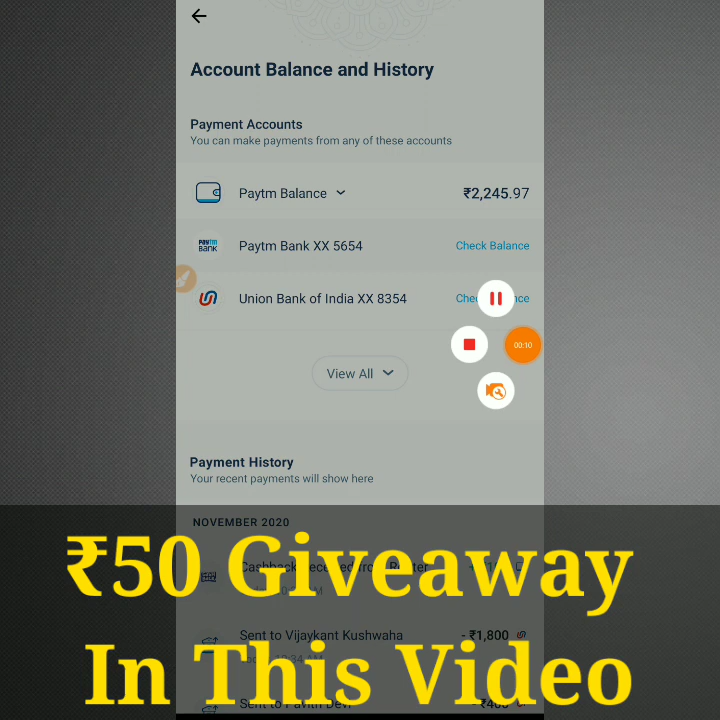 Account Balance and History
Payment Accounts
You can make payments from any of these accounts
Paytm Balance ₹2,245.97
paytm BANK Paytm Bank XX 5654 Check Balance
Union Bank of India XX 8354
00:10
View All
Payment History
Your recent payments will show here
NOVEMBER 2020
₹50 Giveaway
Sent to Vijaykant Kushwaha - ₹1,800
In This Video